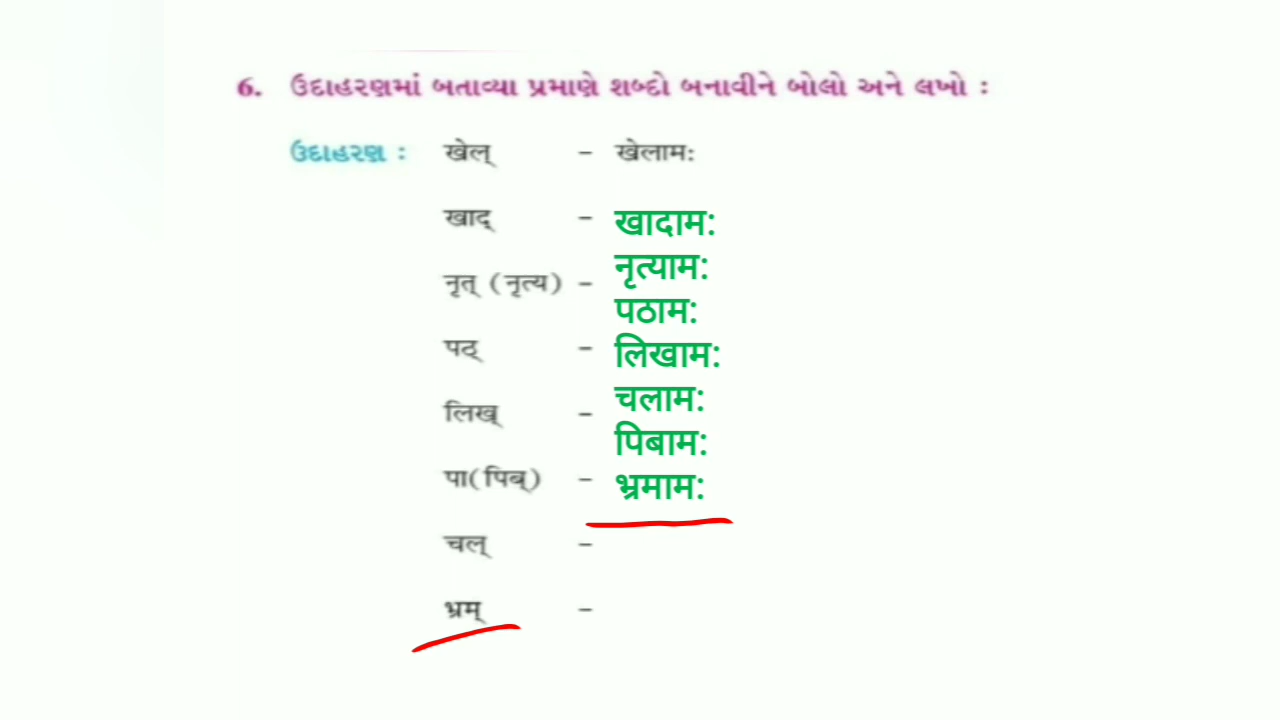 6. ઉદાહરણમાં બતાવ્યા પ્રમાણે શબ્દો બનાવીને બોલો અને લખો :
ઉદાહરણ : खेल् – खेलामः
खाद् – खादामः
नृत् (नृत्य) – नृत्यामः
पठ् – पठामः
लिख् – लिखामः
चलामः
पा(पिब्) – पिबामः
भ्रमामः
चल् –
भ्रम् –